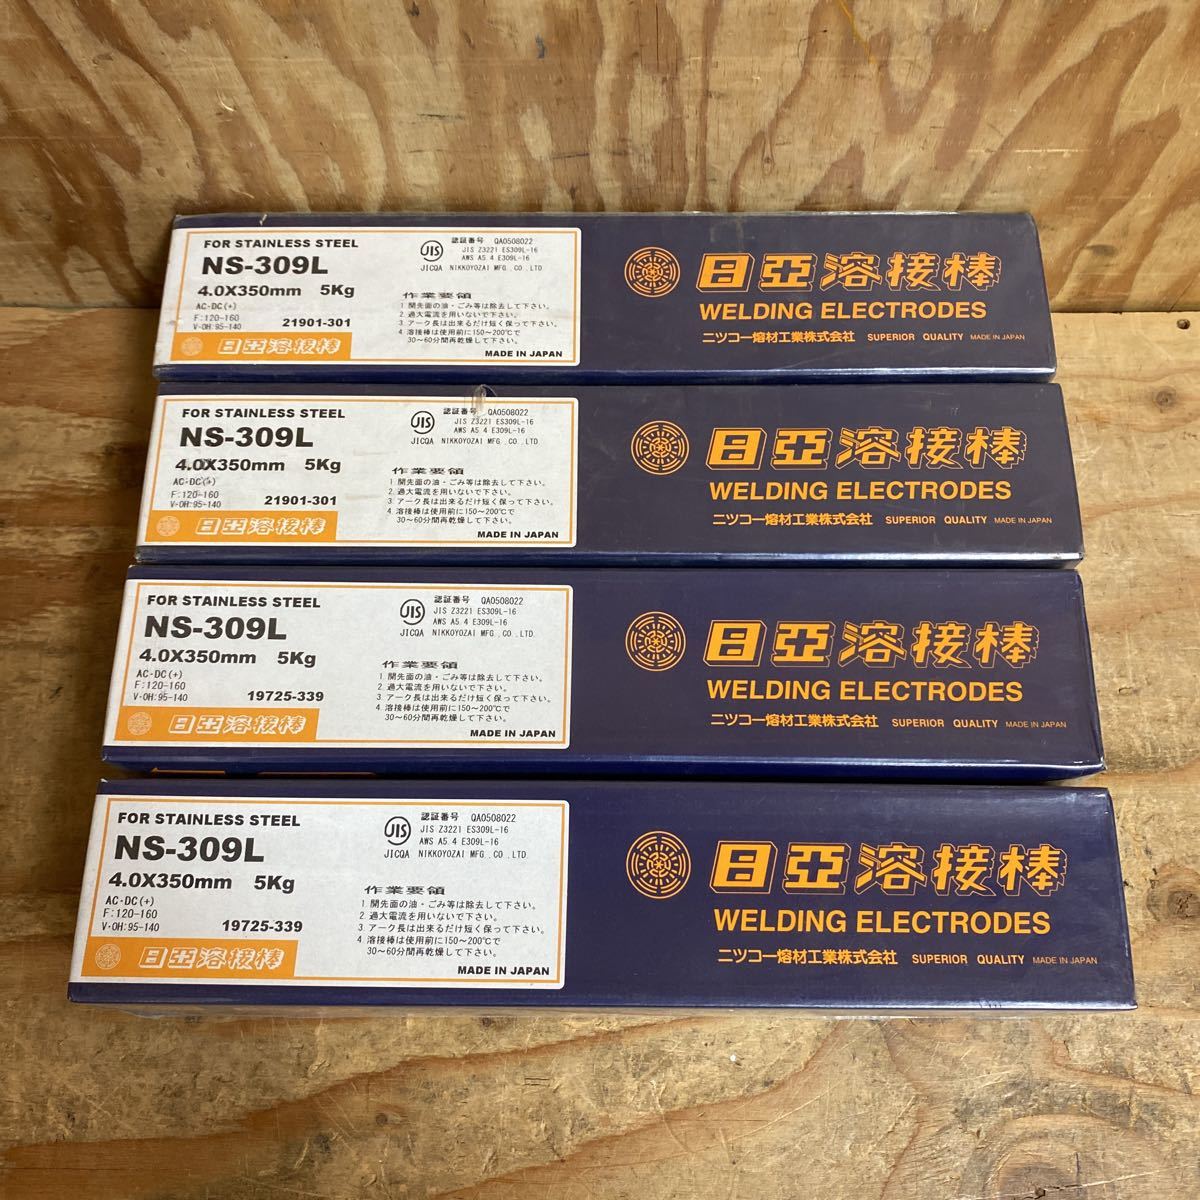 FOR STAINLESS STEEL
NS-309L
4.0X350mm 5Kg
AC·DC(+)
F:120-160
V·OH:95-140
21901-301
日亞溶接棒
JIS
JICQA
認証番号 QA0508022
JIS Z3221 ES309L-16
AWS A5.4 E309L-16
NIKKOYOZAI MFG.,CO.,LTD
作業要領
1. 開先面の油・ごみ等は除去して下さい。
2. 過大電流を用いないで下さい。
3. アーク長は出来るだけ短く保って下さい。
4. 溶接棒は使用前に150~200℃で
30~60分間再乾燥して下さい。
MADE IN JAPAN
日亞溶接棒
WELDING ELECTRODES
ニツコー熔材工業株式会社 SUPERIOR QUALITY MADE IN JAPAN
FOR STAINLESS STEEL
NS-309L
4.0X350mm 5Kg
AC·DC(+)
F:120-160
V·OH:95-140
21901-301
日亞溶接棒
JIS
JICQA
認証番号 QA0508022
JIS Z3221 ES309L-16
AWS A5.4 E309L-16
NIKKOYOZAI MFG.,CO.,LTD.
作業要領
1. 開先面の油・ごみ等は除去して下さい。
2. 過大電流を用いないで下さい。
3. アーク長は出来るだけ短く保って下さい。
4. 溶接棒は使用前に150~200℃で
30~60分間再乾燥して下さい。
MADE IN JAPAN
日亞溶接棒
WELDING ELECTRODES
ニツコー熔材工業株式会社 SUPERIOR QUALITY MADE IN JAPAN
FOR STAINLESS STEEL
NS-309L
4.0X350mm 5Kg
AC·DC(+)
F:120-160
V·OH:95-140
19725-339
日亞溶接棒
JIS
JICQA
認証番号 QA0508022
JIS Z3221 ES309L-16
AWS A5.4 E309L-16
NIKKOYOZAI MFG.,CO.,LTD.
作業要領
1. 開先面の油・ごみ等は除去して下さい。
2. 過大電流を用いないで下さい。
3. アーク長は出来るだけ短く保って下さい。
4. 溶接棒は使用前に150~200℃で
30~60分間再乾燥して下さい。
MADE IN JAPAN
日亞溶接棒
WELDING ELECTRODES
ニツコー熔材工業株式会社 SUPERIOR QUALITY MADE IN JAPAN
FOR STAINLESS STEEL
NS-309L
4.0X350mm 5Kg
AC·DC(+)
F:120-160
V·OH:95-140
19725-339
日亞溶接棒
JIS
JICQA
認証番号 QA0508022
JIS Z3221 ES309L-16
AWS A5.4 E309L-16
NIKKOYOZAI MFG.,CO.,LTD.
作業要領
1. 開先面の油・ごみ等は除去して下さい。
2. 過大電流を用いないで下さい。
3. アーク長は出来るだけ短く保って下さい。
4. 溶接棒は使用前に150~200℃で
30~60分間再乾燥して下さい。
MADE IN JAPAN
日亞溶接棒
WELDING ELECTRODES
ニツコー熔材工業株式会社 SUPERIOR QUALITY MADE IN JAPAN